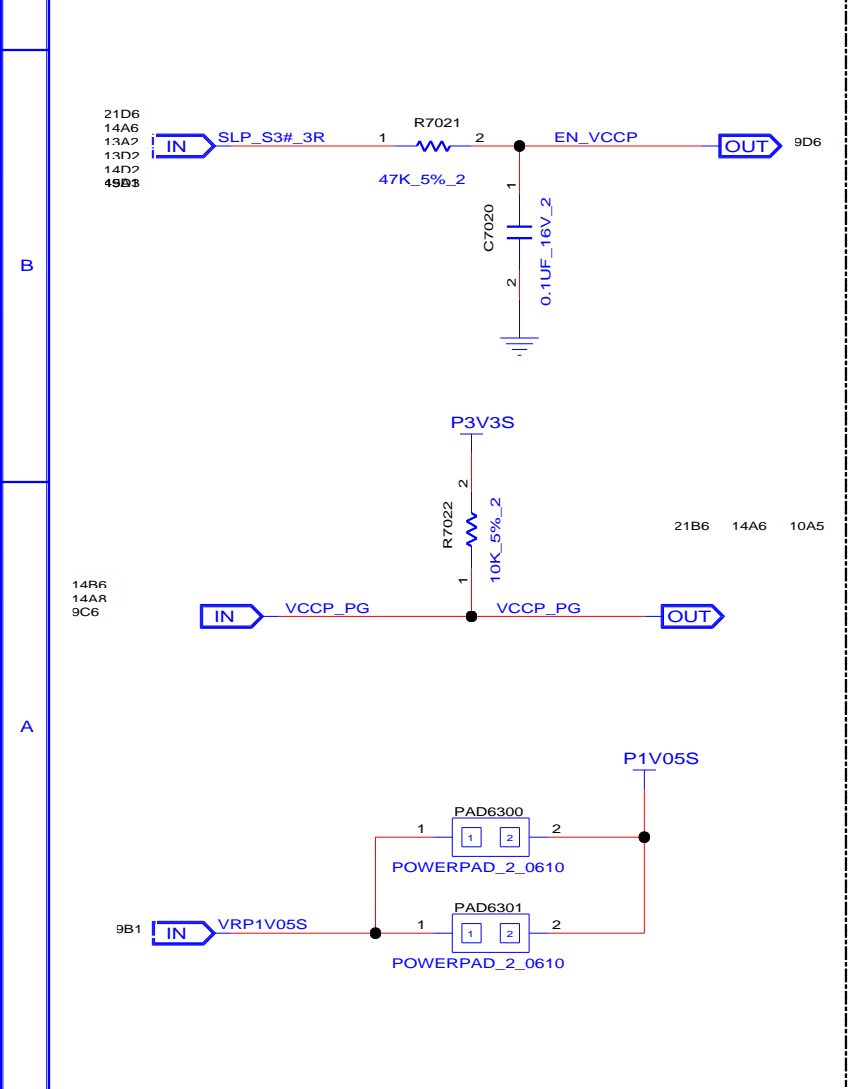 21D6
14A6
13A2
13D2
14D2
IN
SLP_S3#_3R
1
R7021
2
47K_5%_2
EN_VCCP
OUT
9D6
1
C7020
0.1UF_16V_2
2
B
P3V3S
2
R7022
10K_5%_2
1
21B6 14A6 10A5
14B6
14A8
9C6
IN
VCCP_PG
VCCP_PG
OUT
A
P1V05S
PAD6300
1
1
2
2
POWERPAD_2_0610
PAD6301
9B1
IN
VRP1V05S
1
1
2
2
POWERPAD_2_0610